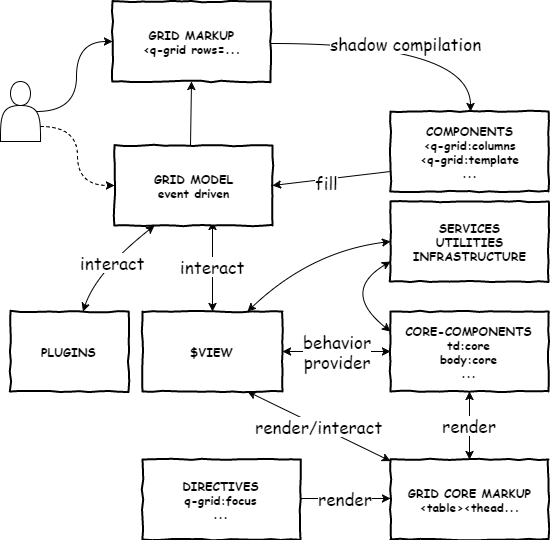 GRID MARKUP
<q-grid rows=...
shadow compilation
COMPONENTS
<q-grid:columns
<q-grid:template
...
GRID MODEL
event driven
fill
SERVICES
UTILITIES
INFRASTRUCTURE
interact
interact
PLUGINS
$VIEW
behavior
provider
CORE-COMPONENTS
td:core
body:core
...
render/interact
render
DIRECTIVES
q-grid:focus
...
render
GRID CORE MARKUP
<table><thead...